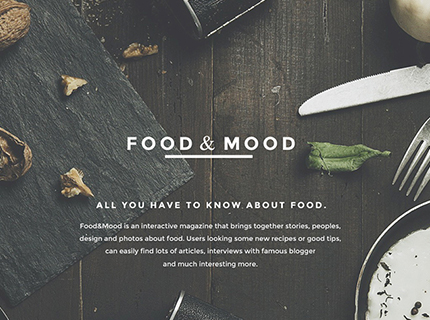 FOOD & MOOD
ALL YOU HAVE TO KNOW ABOUT FOOD.
Food&Mood is an interactive magazine that brings together stories, peoples,
design and photos about food. Users looking some new recipes or good tips,
can easily find lots of articles, interviews with famous blogger
and much interesting more.